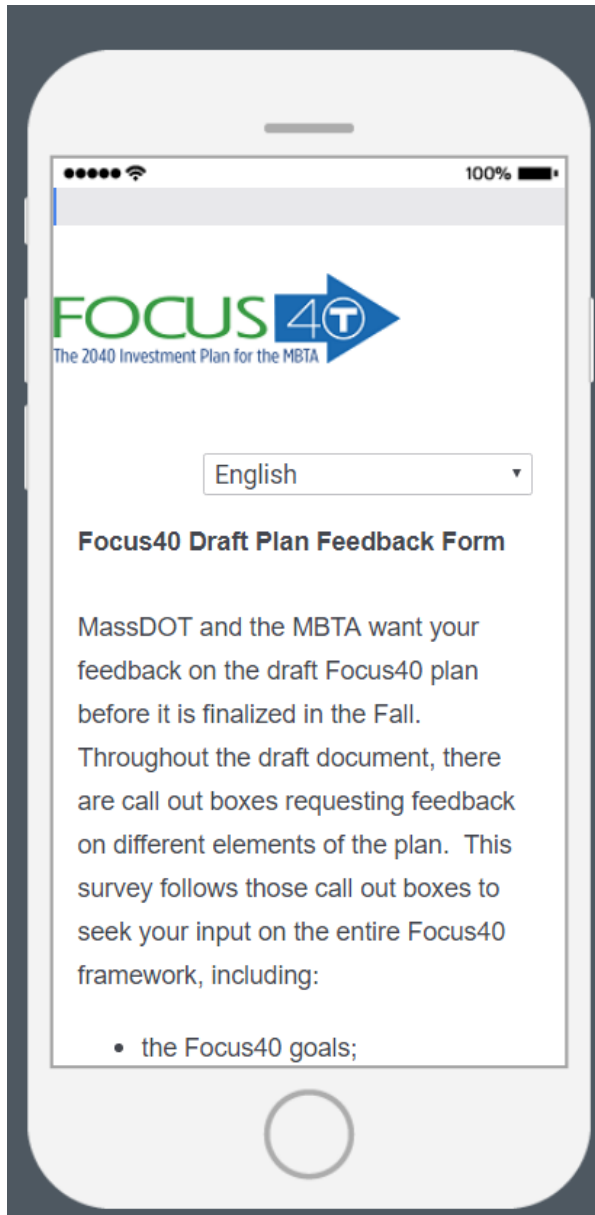 100%
FOCUS 40
T
The 2040 Investment Plan for the MBTA
English
Focus40 Draft Plan Feedback Form
MassDOT and the MBTA want your
feedback on the draft Focus40 plan
before it is finalized in the Fall.
Throughout the draft document, there
are call out boxes requesting feedback
on different elements of the plan.  This
survey follows those call out boxes to
seek your input on the entire Focus40
framework, including:
• the Focus40 goals;